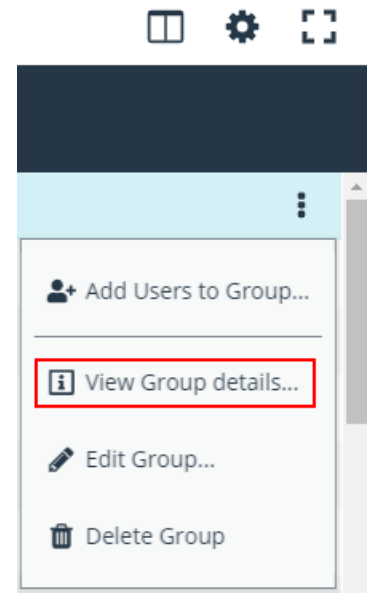 Add Users to Group...
View Group details...
Edit Group...
Delete Group